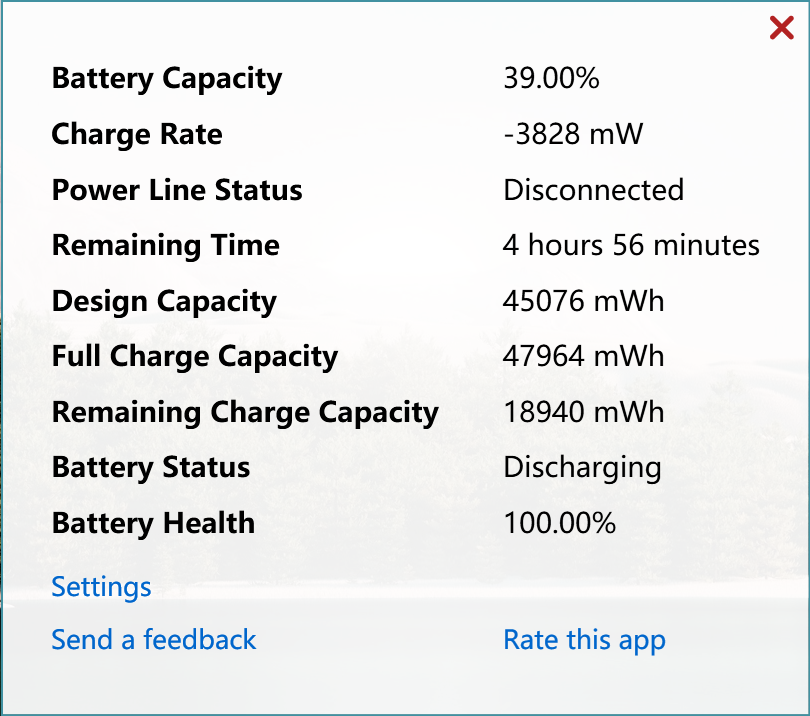 Battery Capacity 39.00%
Charge Rate -3828 mW
Power Line Status Disconnected
Remaining Time 4 hours 56 minutes
Design Capacity 45076 mWh
Full Charge Capacity 47964 mWh
Remaining Charge Capacity 18940 mWh
Battery Status Discharging
Battery Health 100.00%
Settings
Send a feedback Rate this app